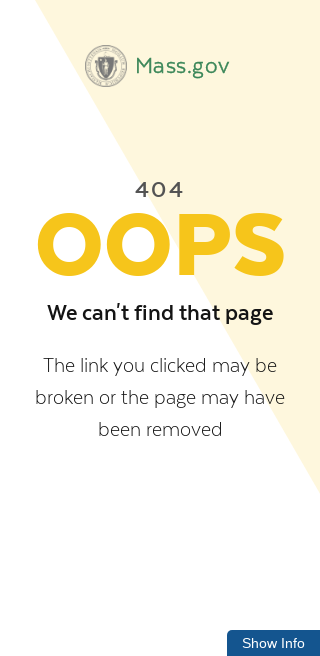 Mass.gov
404
OOPS
We can't find that page
The link you clicked may be
broken or the page may have
been removed
Show Info